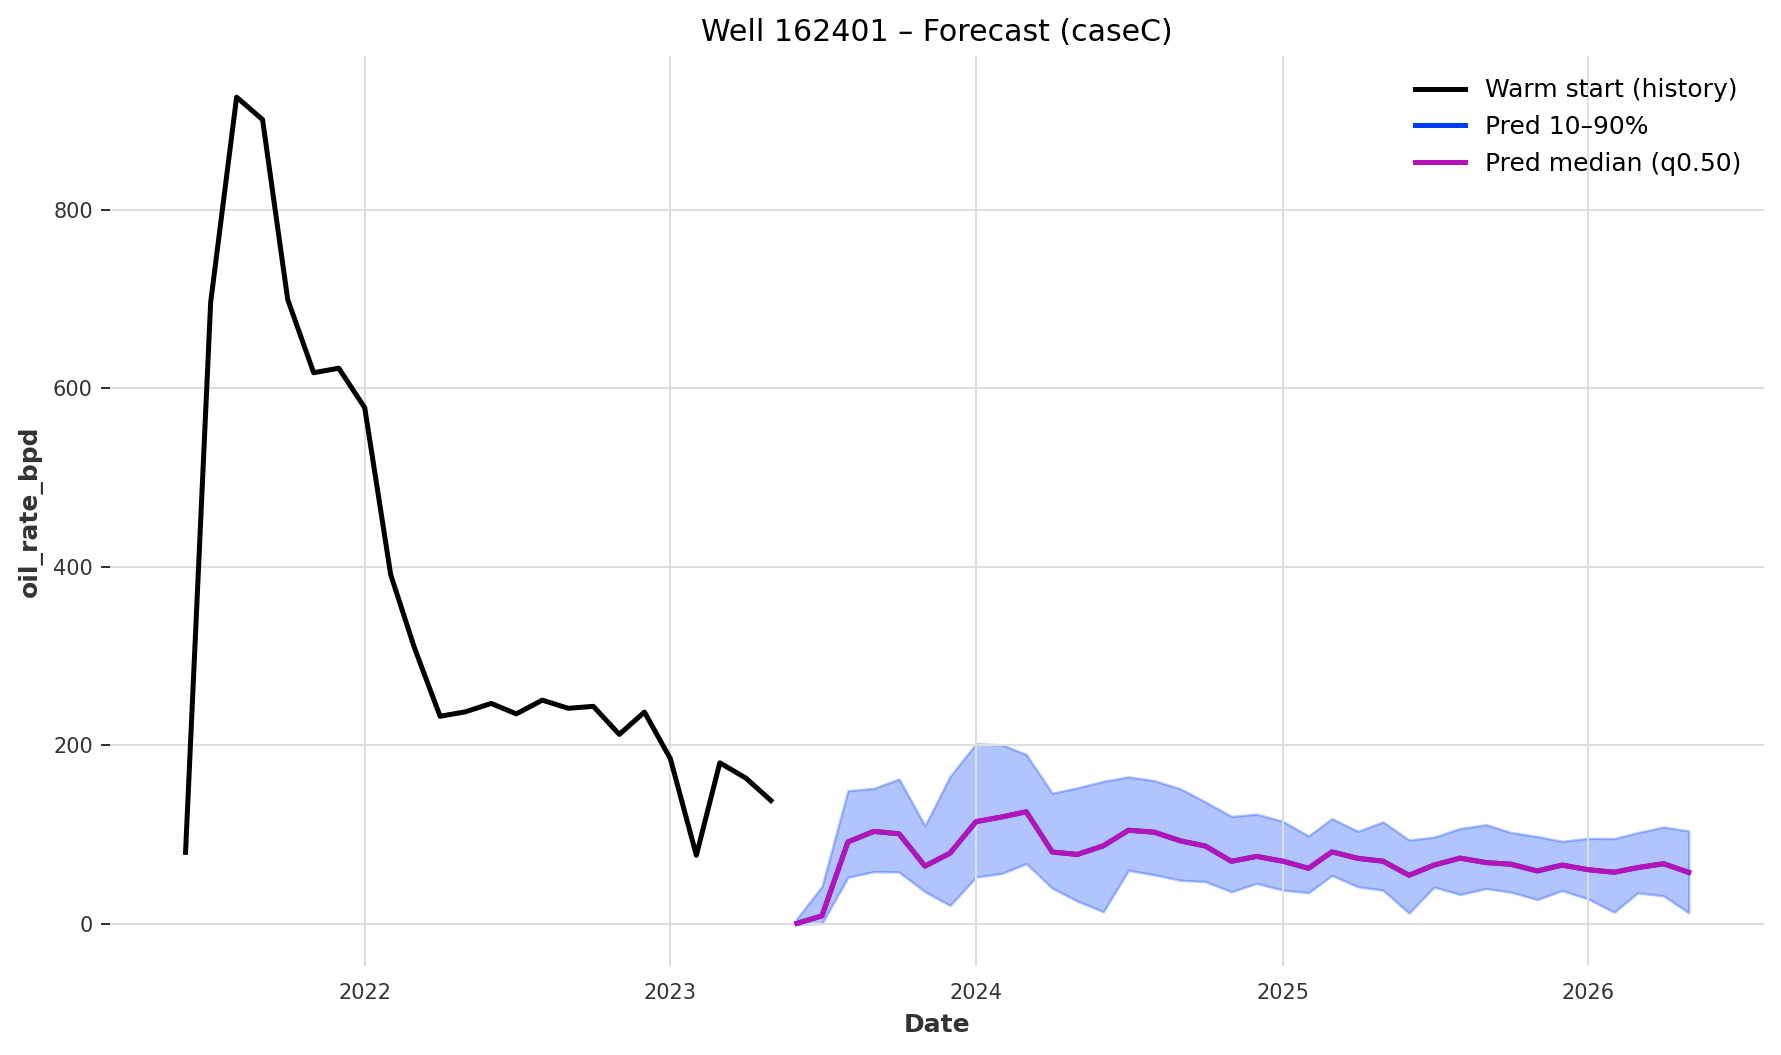 Well 162401 – Forecast (caseC)
Warm start (history)
Pred 10–90%
Pred median (q0.50)
800
600
400
200
0
oil_rate_bpd
2022
2023
2024
2025
2026
Date